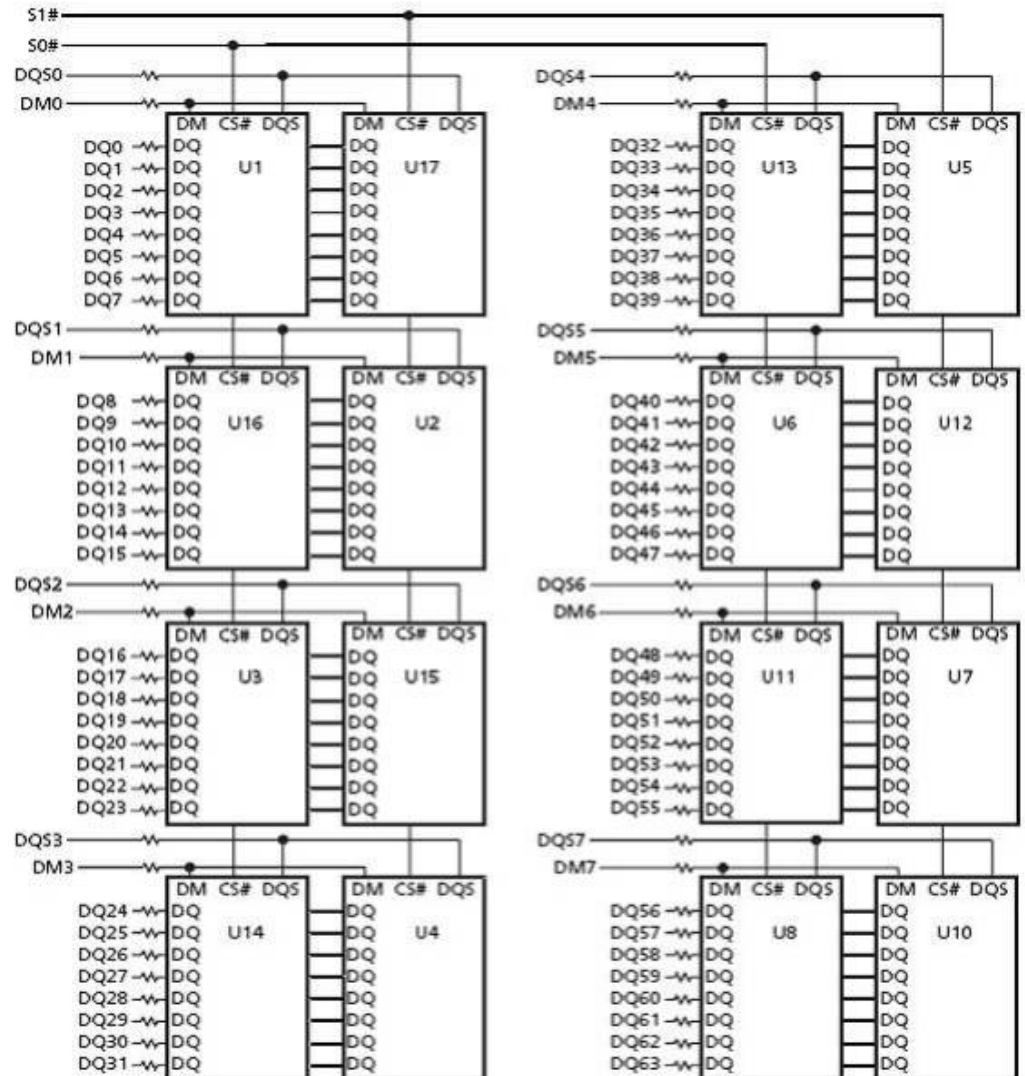 S1#
S0#
DQS0 DQS4
DM0 DM4
DM CS# DQS DM CS# DQS DM CS# DQS DM CS# DQS
DQ0 DQ DQ DQ32 DQ DQ
DQ1 DQ U1 DQ U17 DQ33 DQ U13 DQ U5
DQ2 DQ DQ DQ34 DQ DQ
DQ3 DQ DQ DQ35 DQ DQ
DQ4 DQ DQ DQ36 DQ DQ
DQ5 DQ DQ DQ37 DQ DQ
DQ6 DQ DQ DQ38 DQ DQ
DQ7 DQ DQ DQ39 DQ DQ
DQS1 DQS5
DM1 DM5
DM CS# DQS DM CS# DQS DM CS# DQS DM CS# DQS
DQ8 DQ DQ DQ40 DQ DQ
DQ9 DQ U16 DQ U2 DQ41 DQ U6 DQ U12
DQ10 DQ DQ DQ42 DQ DQ
DQ11 DQ DQ DQ43 DQ DQ
DQ12 DQ DQ DQ44 DQ DQ
DQ13 DQ DQ DQ45 DQ DQ
DQ14 DQ DQ DQ46 DQ DQ
DQ15 DQ DQ DQ47 DQ DQ
DQS2 DQS6
DM2 DM6
DM CS# DQS DM CS# DQS DM CS# DQS DM CS# DQS
DQ16 DQ DQ DQ48 DQ DQ
DQ17 DQ U3 DQ U15 DQ49 DQ U11 DQ U7
DQ18 DQ DQ DQ50 DQ DQ
DQ19 DQ DQ DQ51 DQ DQ
DQ20 DQ DQ DQ52 DQ DQ
DQ21 DQ DQ DQ53 DQ DQ
DQ22 DQ DQ DQ54 DQ DQ
DQ23 DQ DQ DQ55 DQ DQ
DQS3 DQS7
DM3 DM7
DM CS# DQS DM CS# DQS DM CS# DQS DM CS# DQS
DQ24 DQ DQ DQ56 DQ DQ
DQ25 DQ U14 DQ U4 DQ57 DQ U8 DQ U10
DQ26 DQ DQ DQ58 DQ DQ
DQ27 DQ DQ DQ59 DQ DQ
DQ28 DQ DQ DQ60 DQ DQ
DQ29 DQ DQ DQ61 DQ DQ
DQ30 DQ DQ DQ62 DQ DQ
DQ31 DQ DQ DQ63 DQ DQ